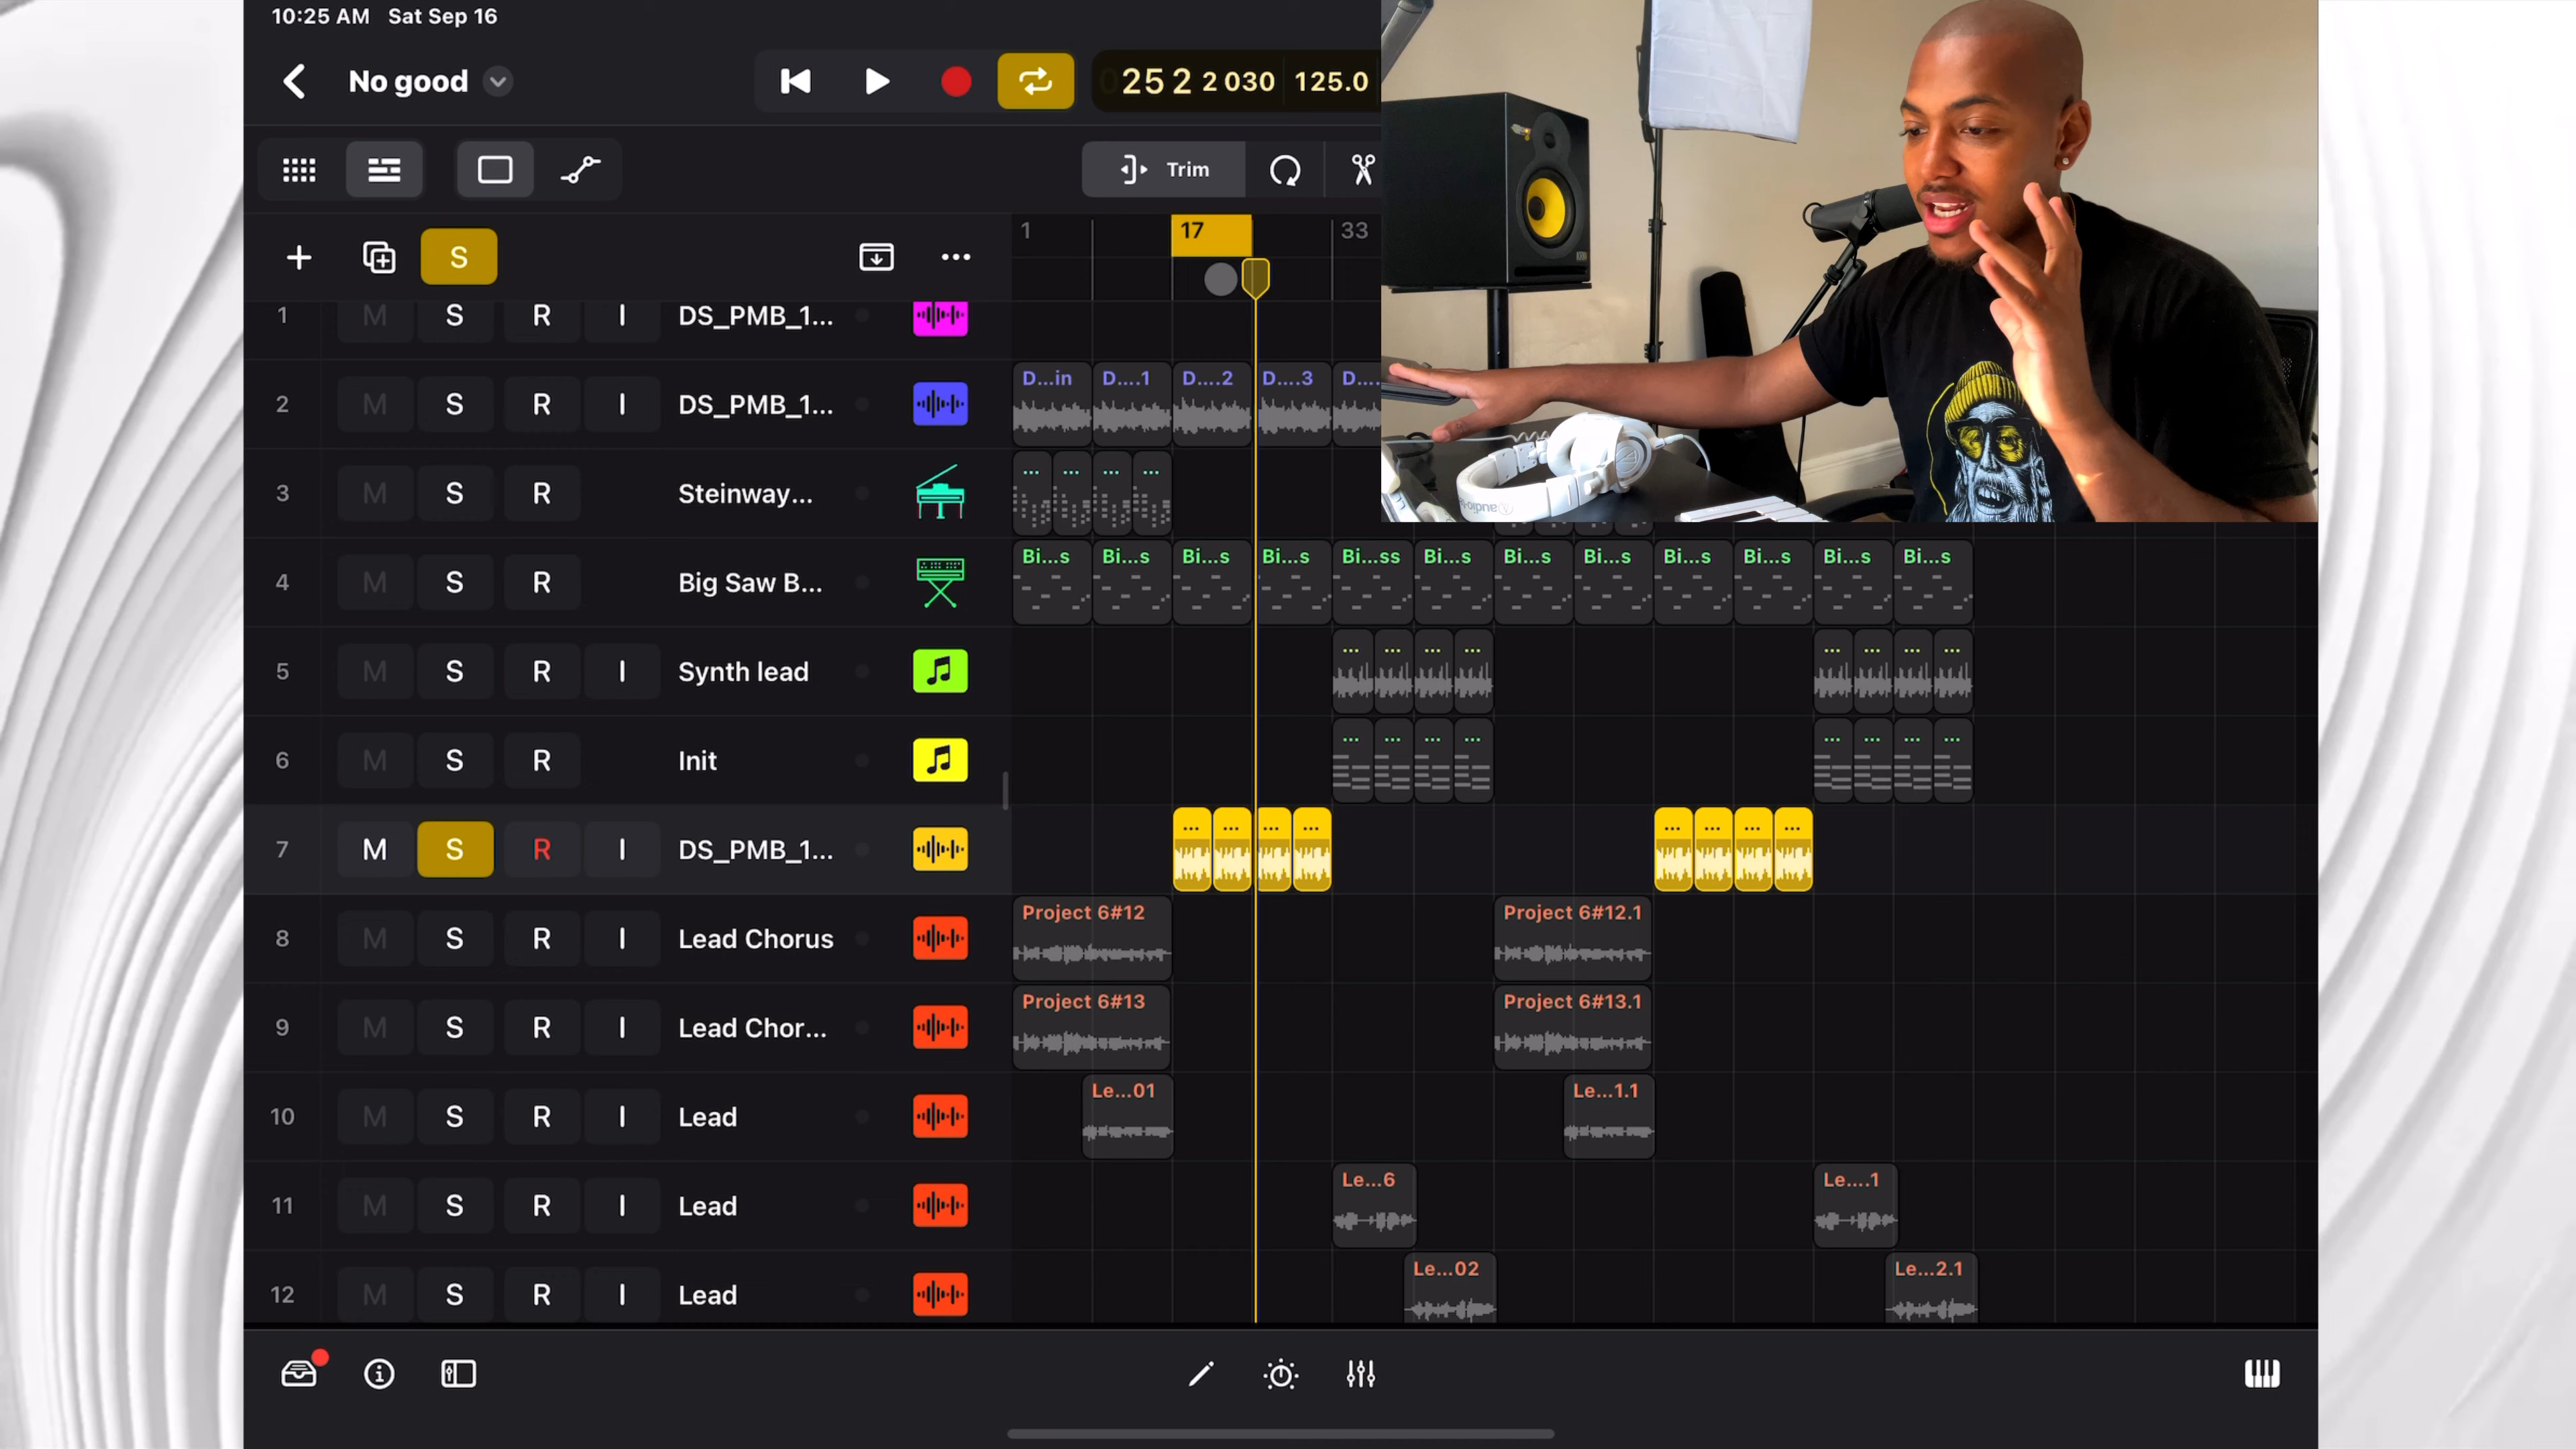 10:25 AM Sat Sep 16
No good
25 2 2 030 125.0
Trim
S
1 17 33
1 M S R I DS_PMB_1...
2 M S R I DS_PMB_1... D...in D....1 D....2 D....3 D....
3 M S R Steinway... ... ... ... ...
4 M S R Big Saw B... Bi...s Bi...s Bi...s Bi...s Bi...ss Bi...s Bi...s Bi...s Bi...s Bi...s Bi...s Bi...s
5 M S R I Synth lead ... ... ... ... ... ... ... ...
6 M S R Init ... ... ... ... ... ... ... ...
7 M S R I DS_PMB_1... ... ... ... ... ... ... ... ...
8 M S R I Lead Chorus Project 6#12 Project 6#12.1
9 M S R I Lead Chor... Project 6#13 Project 6#13.1
10 M S R I Lead Le...01 Le...1.1
11 M S R I Lead Le...6 Le....1
12 M S R I Lead Le...02 Le...2.1